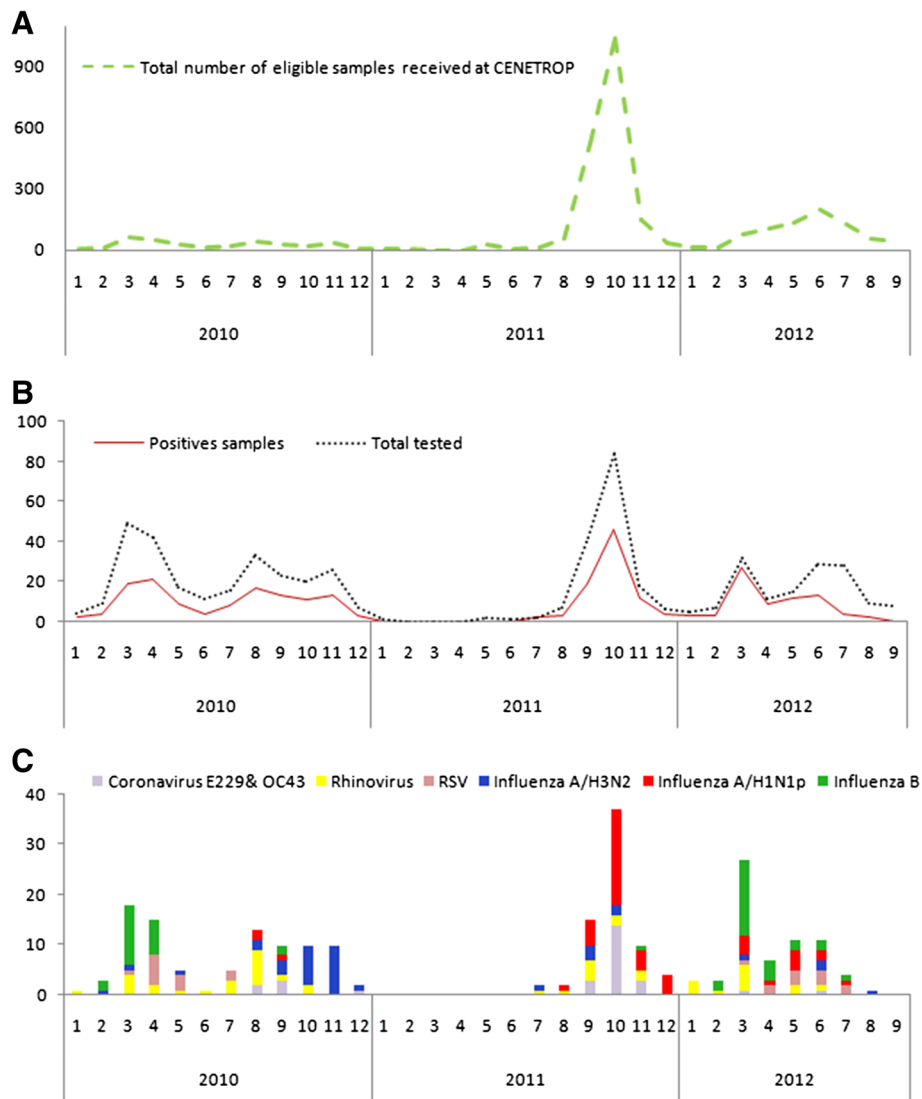 A
Total number of eligible samples received at CENETROP
900
600
300
0
1 2 3 4 5 6 7 8 9 10 11 12 1 2 3 4 5 6 7 8 9 10 11 12 1 2 3 4 5 6 7 8 9
2010 2011 2012
B
100
Positives samples Total tested
80
60
40
20
0
1 2 3 4 5 6 7 8 9 10 11 12 1 2 3 4 5 6 7 8 9 10 11 12 1 2 3 4 5 6 7 8 9
2010 2011 2012
C
Coronavirus E229& OC43 Rhinovirus RSV Influenza A/H3N2 Influenza A/H1N1p Influenza B
40
30
20
10
0
1 2 3 4 5 6 7 8 9 10 11 12 1 2 3 4 5 6 7 8 9 10 11 12 1 2 3 4 5 6 7 8 9
2010 2011 2012